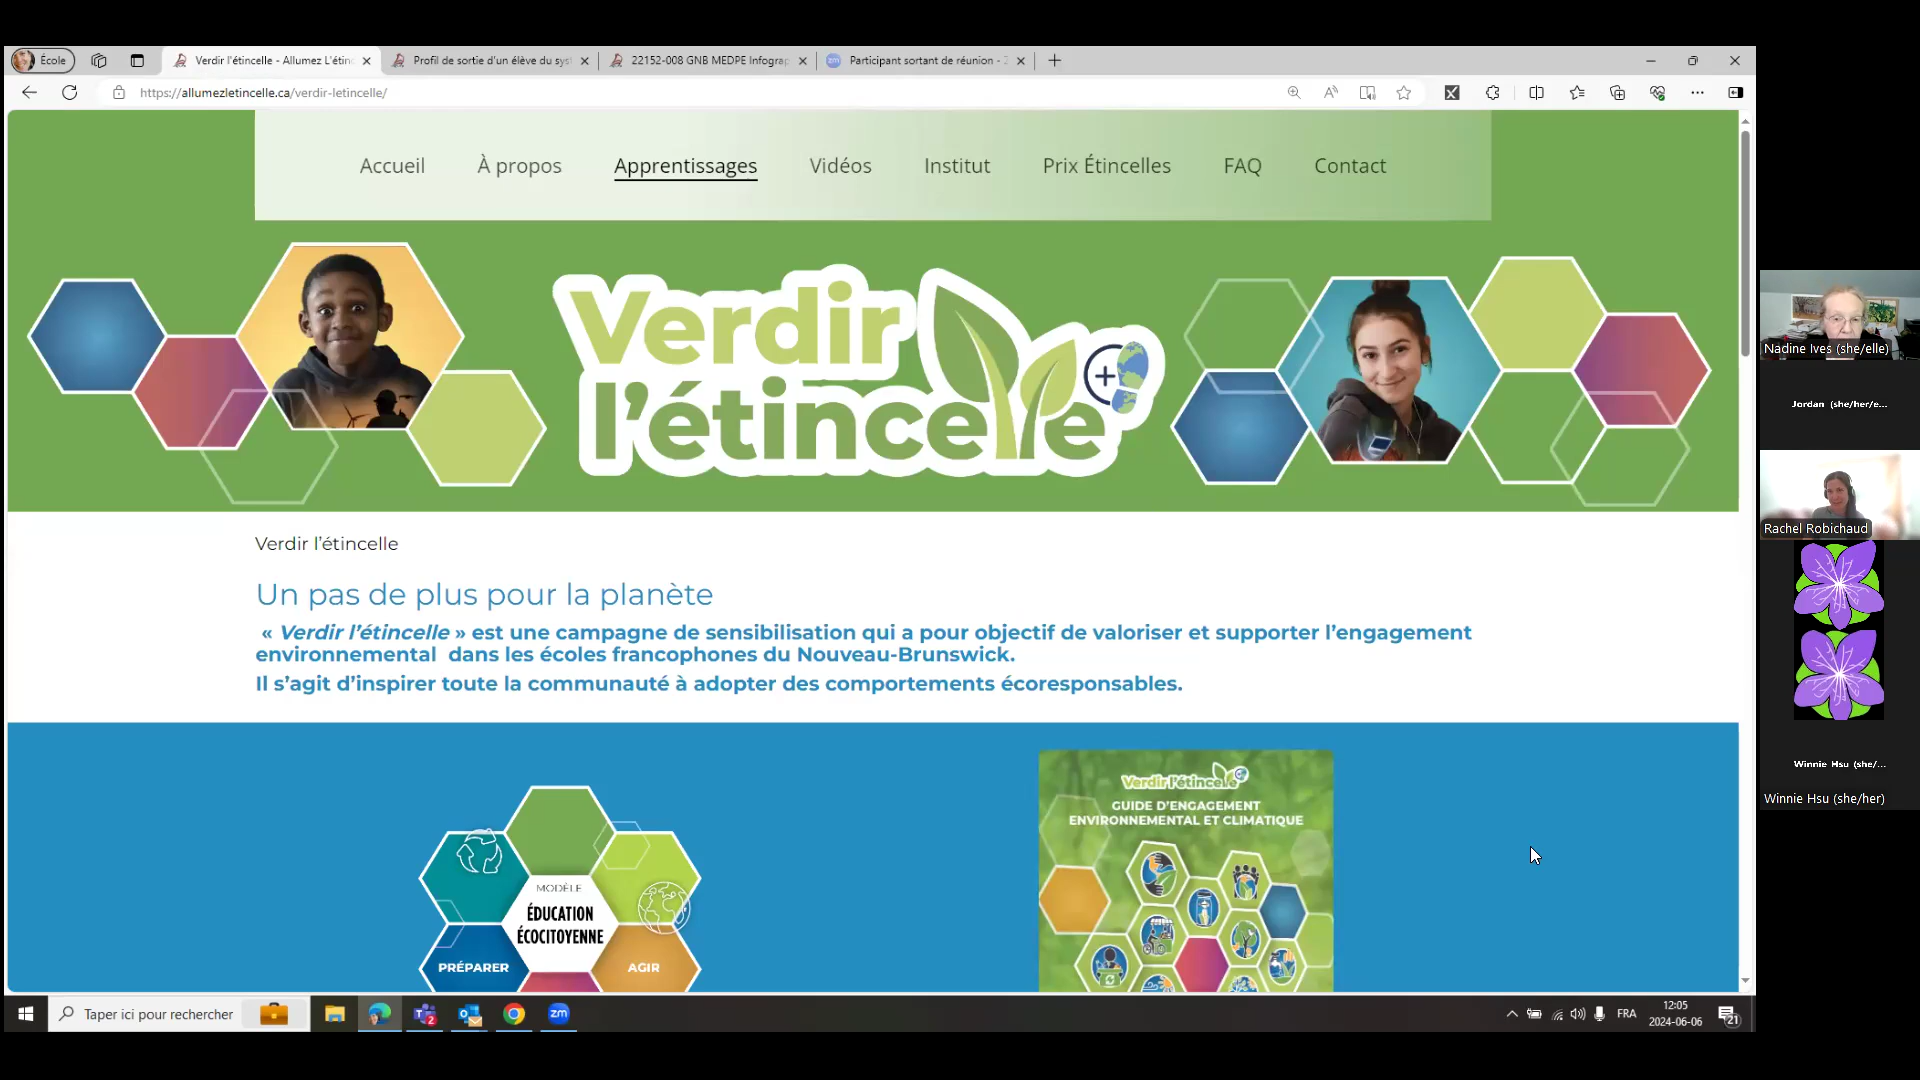 École
Verdir l'étincelle - Allumez L'étin
Profil de sortie d'un élève du sys
22152-008 GNB MEDPE Infograp
Participant sortant de réunion -
https://allumezletincelle.ca/verdir-letincelle/
Accueil
À propos
Apprentissages
Vidéos
Institut
Prix Étincelles
FAQ
Contact
Verdir
l'étincelle
Verdir l'étincelle
Un pas de plus pour la planète
« Verdir l'étincelle » est une campagne de sensibilisation qui a pour objectif de valoriser et supporter l'engagement
environnemental dans les écoles francophones du Nouveau-Brunswick.
Il s'agit d'inspirer toute la communauté à adopter des comportements écoresponsables.
MODÈLE
ÉDUCATION
ÉCOCITOYENNE
PRÉPARER
AGIR
Verdir l'étincelle
GUIDE D'ENGAGEMENT
ENVIRONNEMENTAL ET CLIMATIQUE
Nadine Ives (she/elle)
Jordan (she/her/e...
Rachel Robichaud
Winnie Hsu (she/...
Winnie Hsu (she/her)
Taper ici pour rechercher
2
zm
FRA
12:05
2024-06-06
21